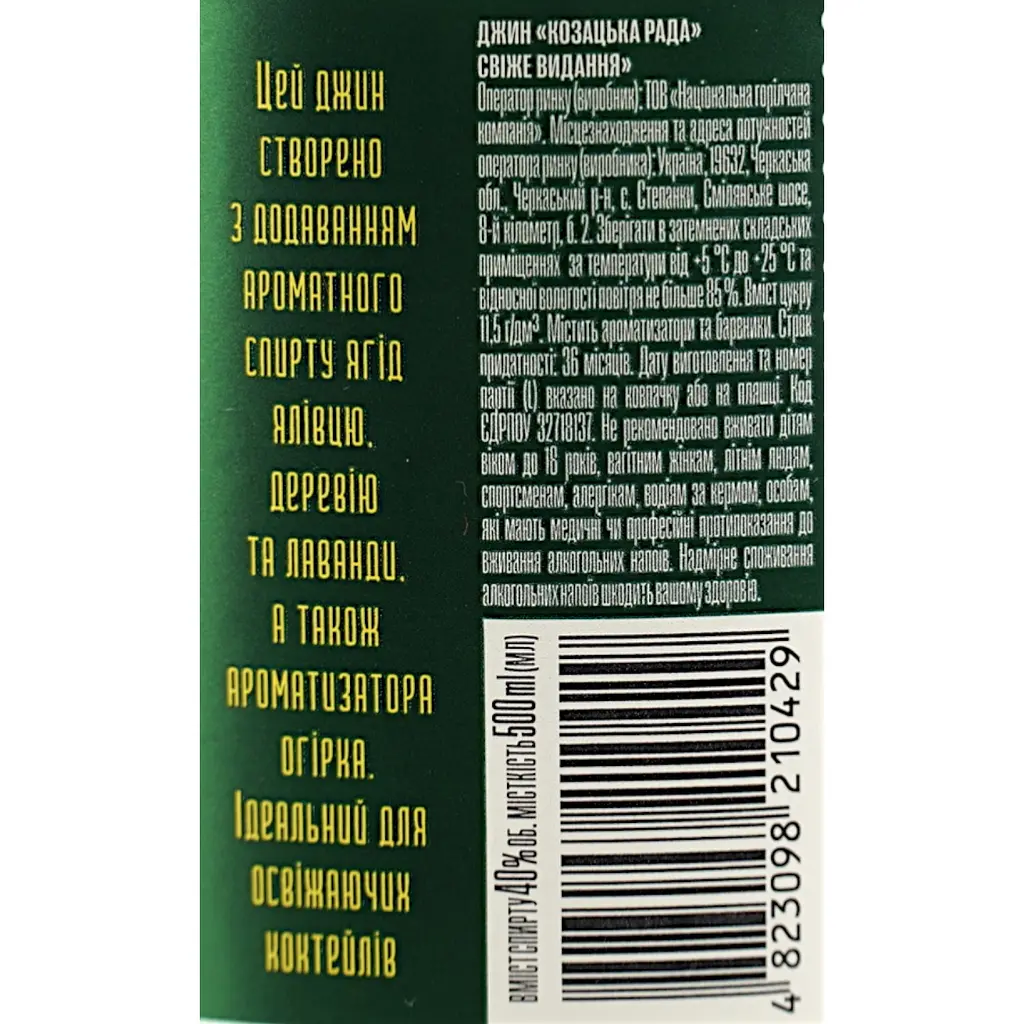 Цей джин
створено
з додаванням
ароматного
спирту ягід
ялівцю,
деревію
та лаванди,
а також
ароматизатора
огірка.
Ідеальний для
освіжаючих
коктейлів
ДЖИН «КОЗАЦЬКА РАДА»
СВІЖЕ ВИДАННЯ»
Оператор ринку (виробник): ТОВ «Національна горілчана
компанія». Місцезнаходження та адреса потужностей
оператора ринку (виробника): Україна, 19632, Черкаська
обл., Черкаський р-н, с. Степанки, Смілянське шосе,
8-й кілометр, б. 2. Зберігати в затемнених складських
приміщеннях за температури від +5 °C до +25 °C та
відносної вологості повітря не більше 85 %. Вміст цукру
11,5 г/дм³. Містить ароматизатори та барвники. Строк
придатності: 36 місяців. Дату виготовлення та номер
партії (L) вказано на ковпачку або на пляшці. Код
ЄДРПОУ 32718137. Не рекомендовано вживати дітям
віком до 18 років, вагітним жінкам, літнім людям,
спортсменам, алергікам, водіям за кермом, особам,
які мають медичні чи професійні протипоказання до
вживання алкогольних напоїв. Надмірне споживання
алкогольних напоїв шкодить вашому здоров'ю.
ВМІСТ СПИРТУ 40% ОБ. МІСТКІСТЬ 500 ml (мл)
4 823098 210429